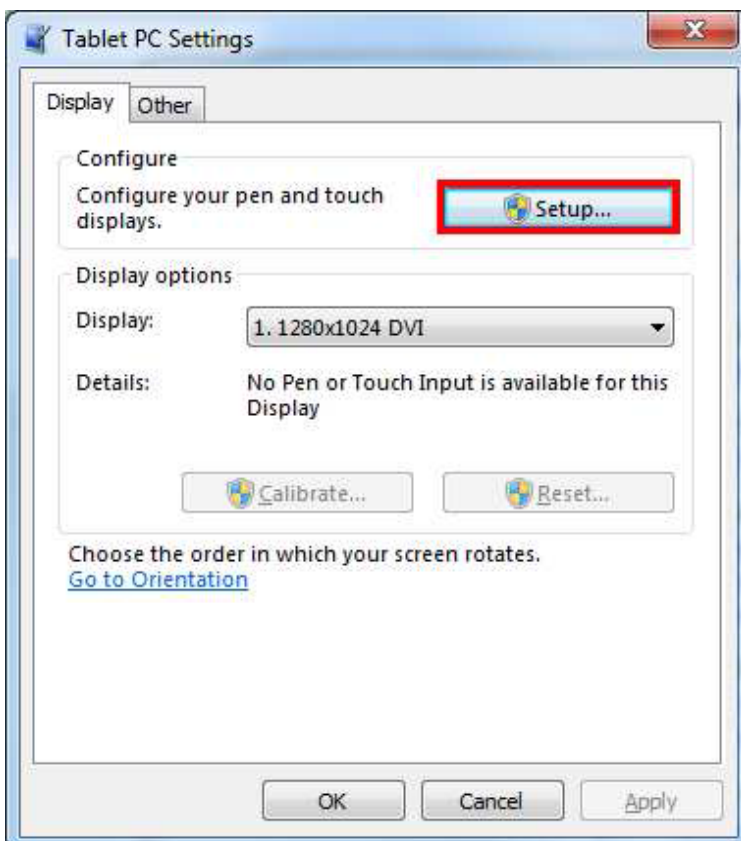 Tablet PC Settings
Display
Other
Configure
Configure your pen and touch
displays.
Setup...
Display options
Display:
1. 1280x1024 DVI
Details:
No Pen or Touch Input is available for this
Display
Calibrate...
Reset...
Choose the order in which your screen rotates.
Go to Orientation
OK
Cancel
Apply